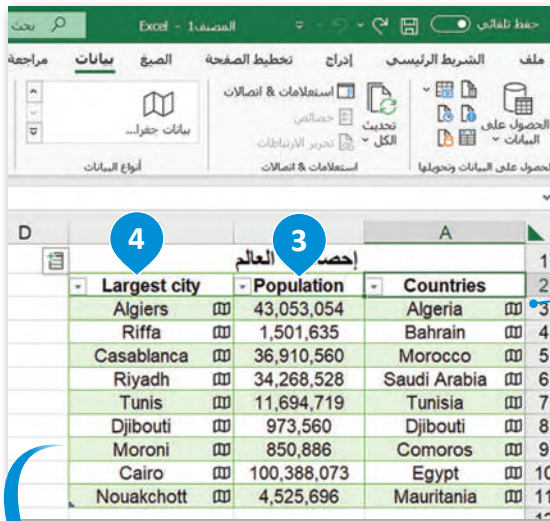 حفظ تلقائي المصنف1 - Excel بحث
ملف الشريط الرئيسي إدراج تخطيط الصفحة الصيغ بيانات مراجعة
الحصول على البيانات
تحديث الكل
استعلامات & اتصالات
خصائص
تحرير الارتباطات
بيانات جغرا...
الحصول على البيانات وتحويلها استعلامات & اتصالات أنواع البيانات
A D
3 4
1 العالم
2 Countries Population Largest city
3 Algeria 43,053,054 Algiers
4 Bahrain 1,501,635 Riffa
5 Morocco 36,910,560 Casablanca
6 Saudi Arabia 34,268,528 Riyadh
7 Tunisia 11,694,719 Tunis
8 Djibouti 973,560 Djibouti
9 Comoros 850,886 Moroni
10 Egypt 100,388,073 Cairo
11 Mauritania 4,525,696 Nouakchott